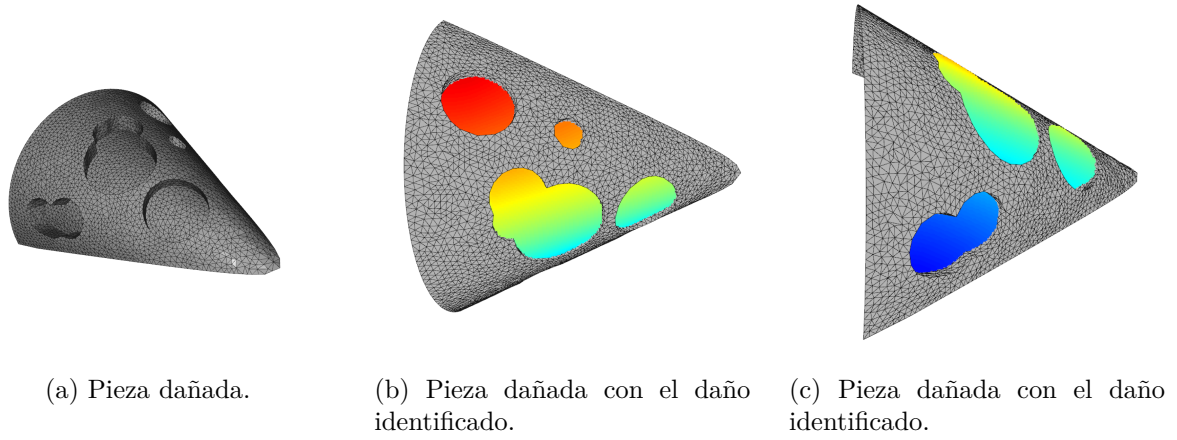 (a) Pieza dañada.
(b) Pieza dañada con el daño
identificado.
(c) Pieza dañada con el daño
identificado.